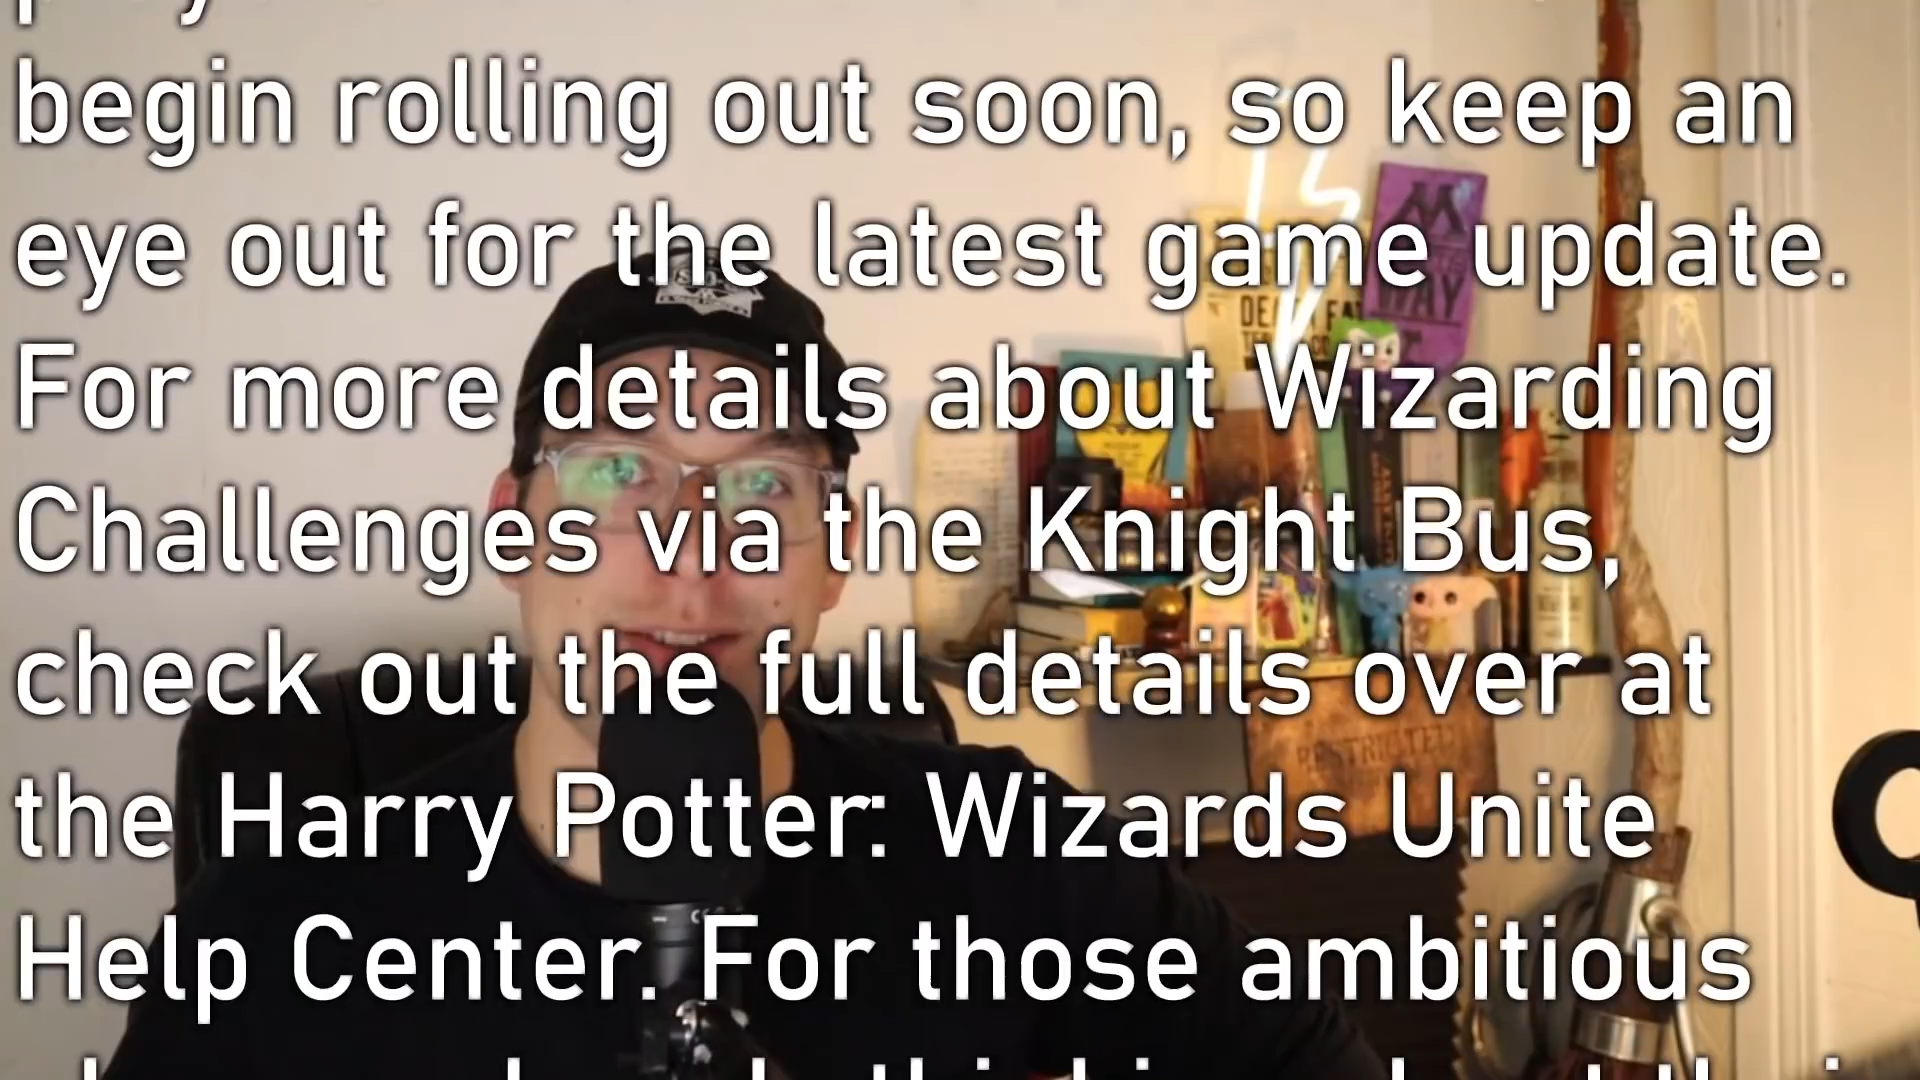 begin rolling out soon, so keep an
eye out for the latest game update.
For more details about Wizarding
Challenges via the Knight Bus,
check out the full details over at
the Harry Potter: Wizards Unite
Help Center. For those ambitious
WAY
RESTRICTED